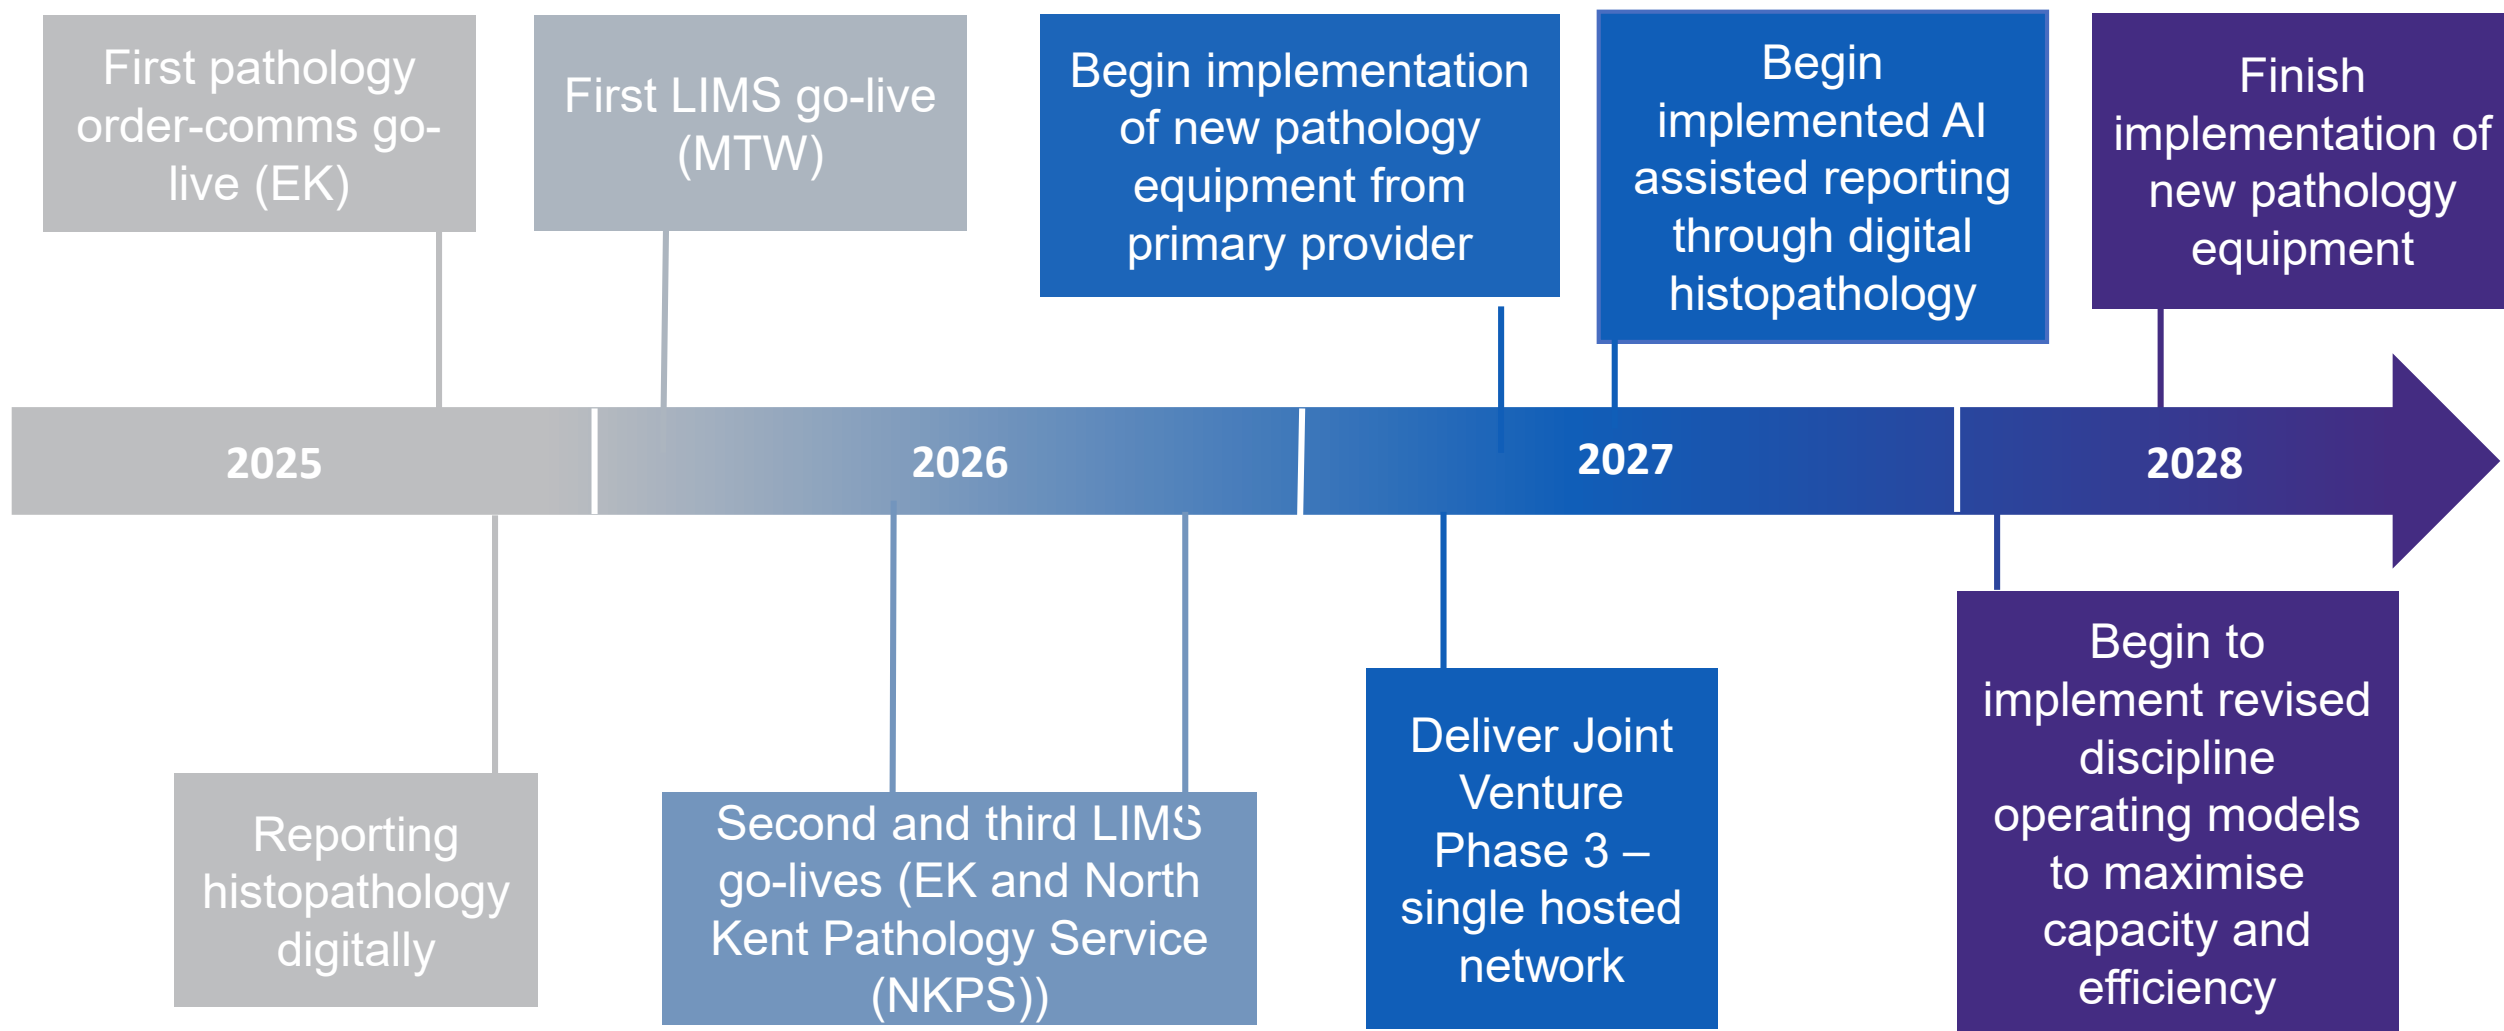 First pathology
order-comms go-
live (EK)
First LIMS go-live
(MTW)
Begin implementation
of new pathology
equipment from
primary provider
Begin
implemented AI
assisted reporting
through digital
histopathology
Finish
implementation of
new pathology
equipment
2025
2026
2027
2028
Reporting
histopathology
digitally
Second and third LIMS
go-lives (EK and North
Kent Pathology Service
(NKPS))
Deliver Joint
Venture
Phase 3 –
single hosted
network
Begin to
implement revised
discipline
operating models
to maximise
capacity and
efficiency